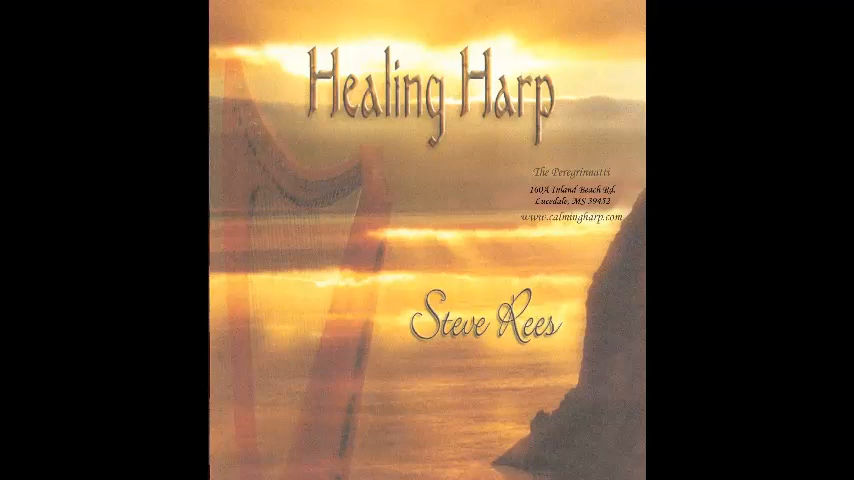 Healing Harp
The Peregrinnatti
160A Inland Beach Rd.
Lucedale, MS 39452
www.calmingharp.com
Steve Rees